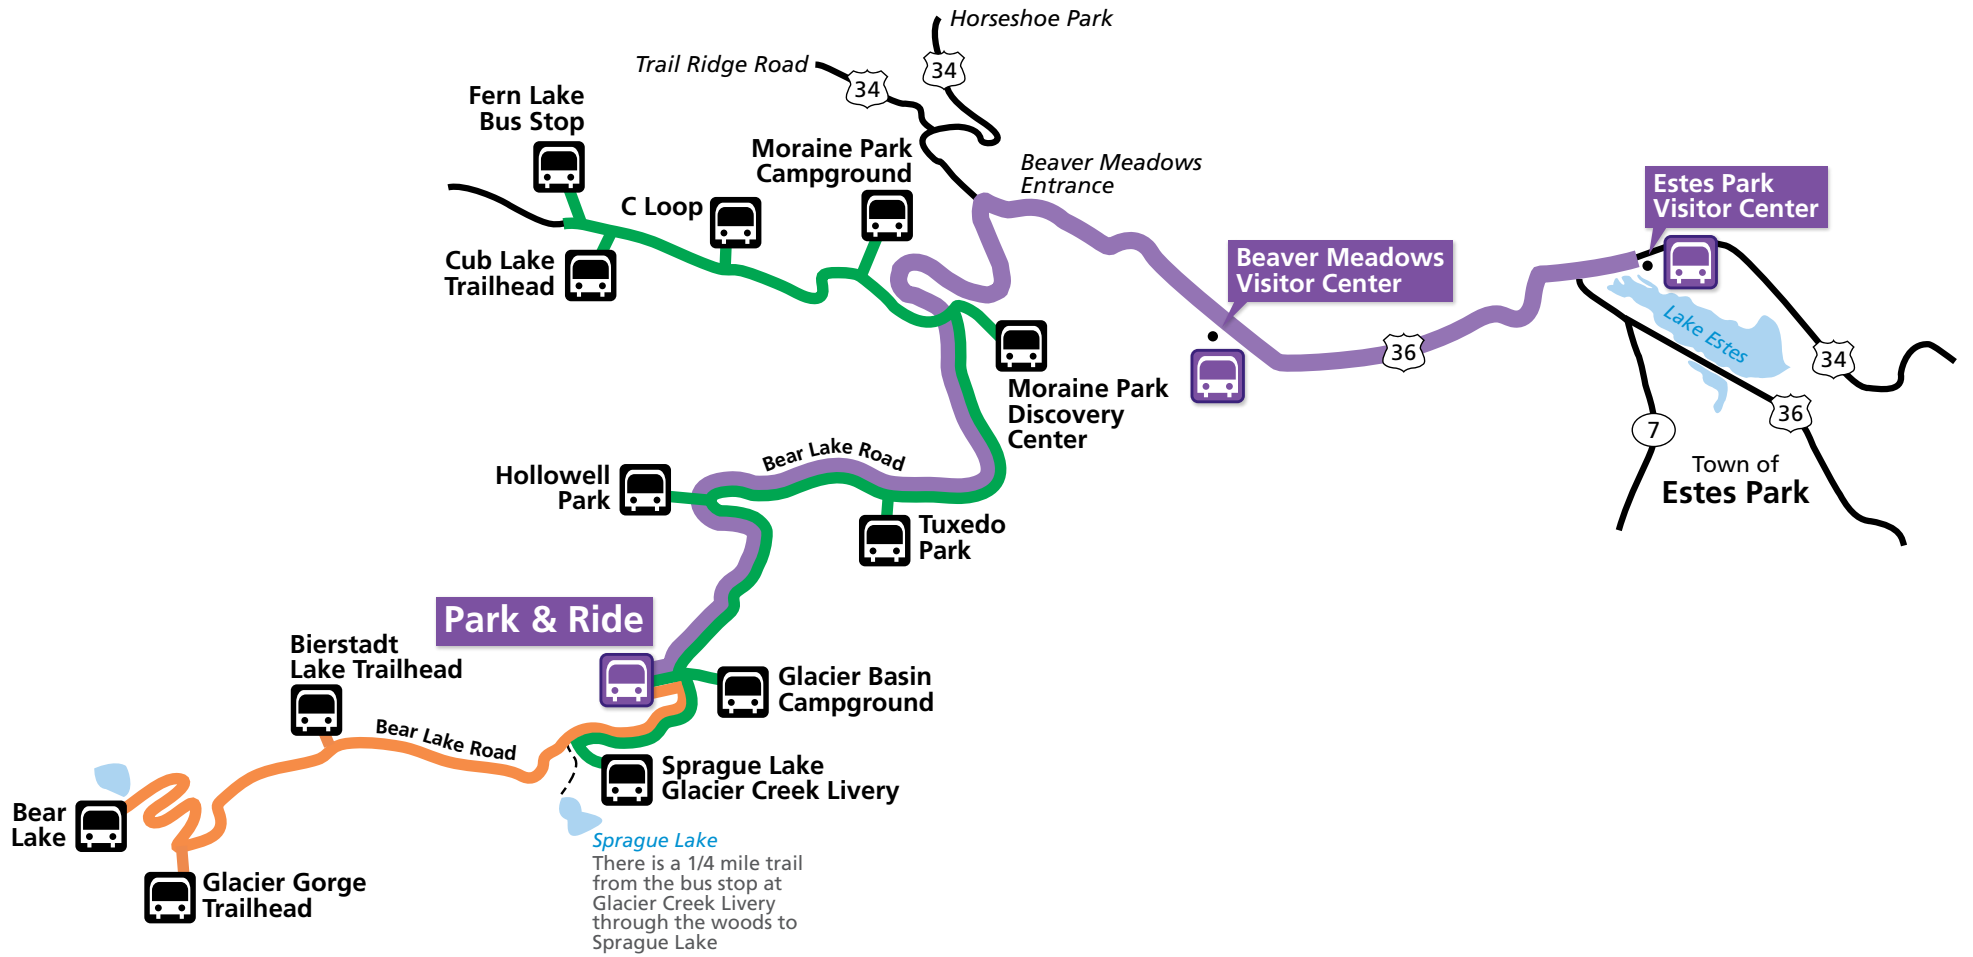 Horseshoe Park
Trail Ridge Road
34
34
Fern Lake
Bus Stop
Moraine Park
Campground
Beaver Meadows
Entrance
C Loop
Estes Park
Visitor Center
Cub Lake
Trailhead
Beaver Meadows
Visitor Center
Lake Estes
36
34
Moraine Park
Discovery
Center
36
7
Town of
Estes Park
Bear Lake Road
Hollowell
Park
Tuxedo
Park
Park & Ride
Bierstadt
Lake Trailhead
Glacier Basin
Campground
Bear Lake Road
Sprague Lake
Glacier Creek Livery
Bear
Lake
Sprague Lake
There is a 1/4 mile trail
from the bus stop at
Glacier Creek Livery
through the woods to
Sprague Lake
Glacier Gorge
Trailhead